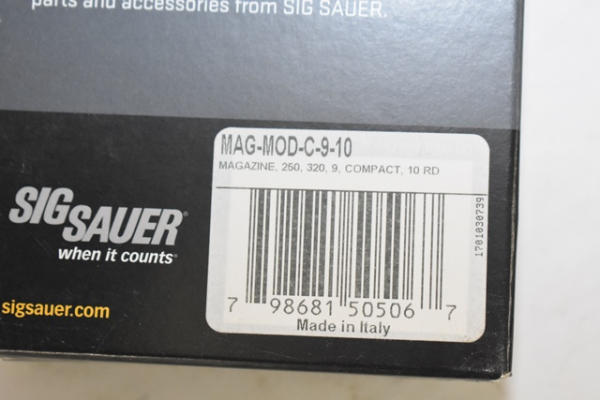 parts and accessories from SIG SAUER.
MAG-MOD-C-9-10
MAGAZINE, 250, 320, 9, COMPACT, 10 RD
SIG SAUER®
when it counts®
sigsauer.com
1701030739
7 98681 50506 7
Made in Italy